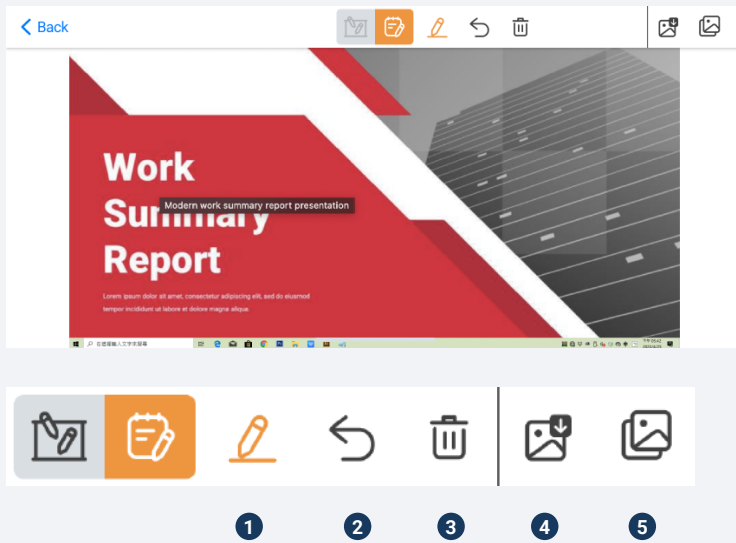 Back
Work
Summary
Modern work summary report presentation
Report
Lorem ipsum dolor sit amet, consectetur adipiscing elit, sed do eiusmod
tempor incididunt ut labore et dolore magna aliqua.
1
2
3
4
5